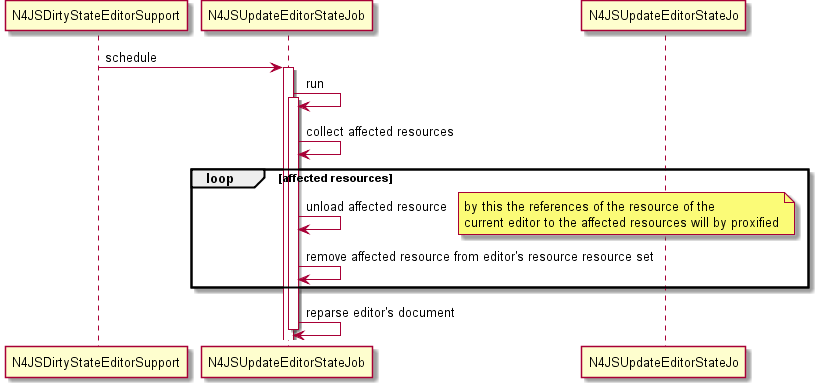 N4JSDirtyStateEditorSupport
N4JSUpdateEditorStateJob
N4JSUpdateEditorStateJo
schedule
run
collect affected resources
loop
[affected resources]
unload affected resource
by this the references of the resource of the
current editor to the affected resources will by proxified
remove affected resource from editor's resource resource set
reparse editor's document
N4JSDirtyStateEditorSupport
N4JSUpdateEditorStateJob
N4JSUpdateEditorStateJo